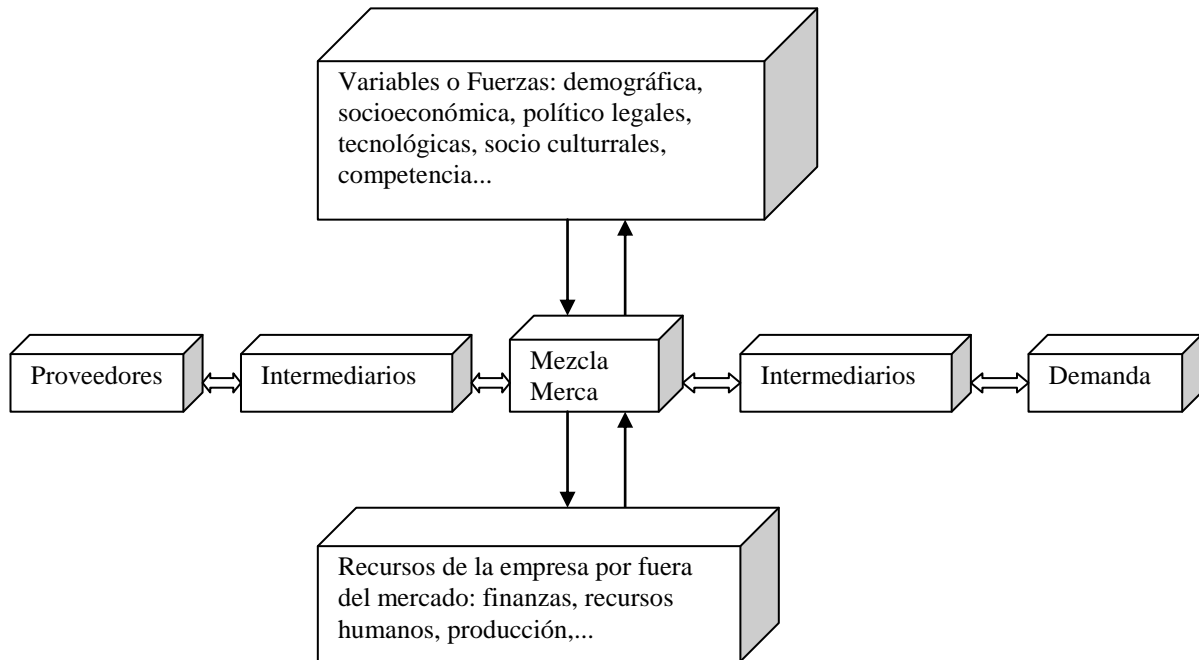 Variables o Fuerzas: demográfica,
socioeconómica, político legales,
tecnológicas, socio culturrales,
competencia...
Proveedores
Intermediarios
Mezcla
Merca
Intermediarios
Demanda
Recursos de la empresa por fuera
del mercado: finanzas, recursos
humanos, producción,...